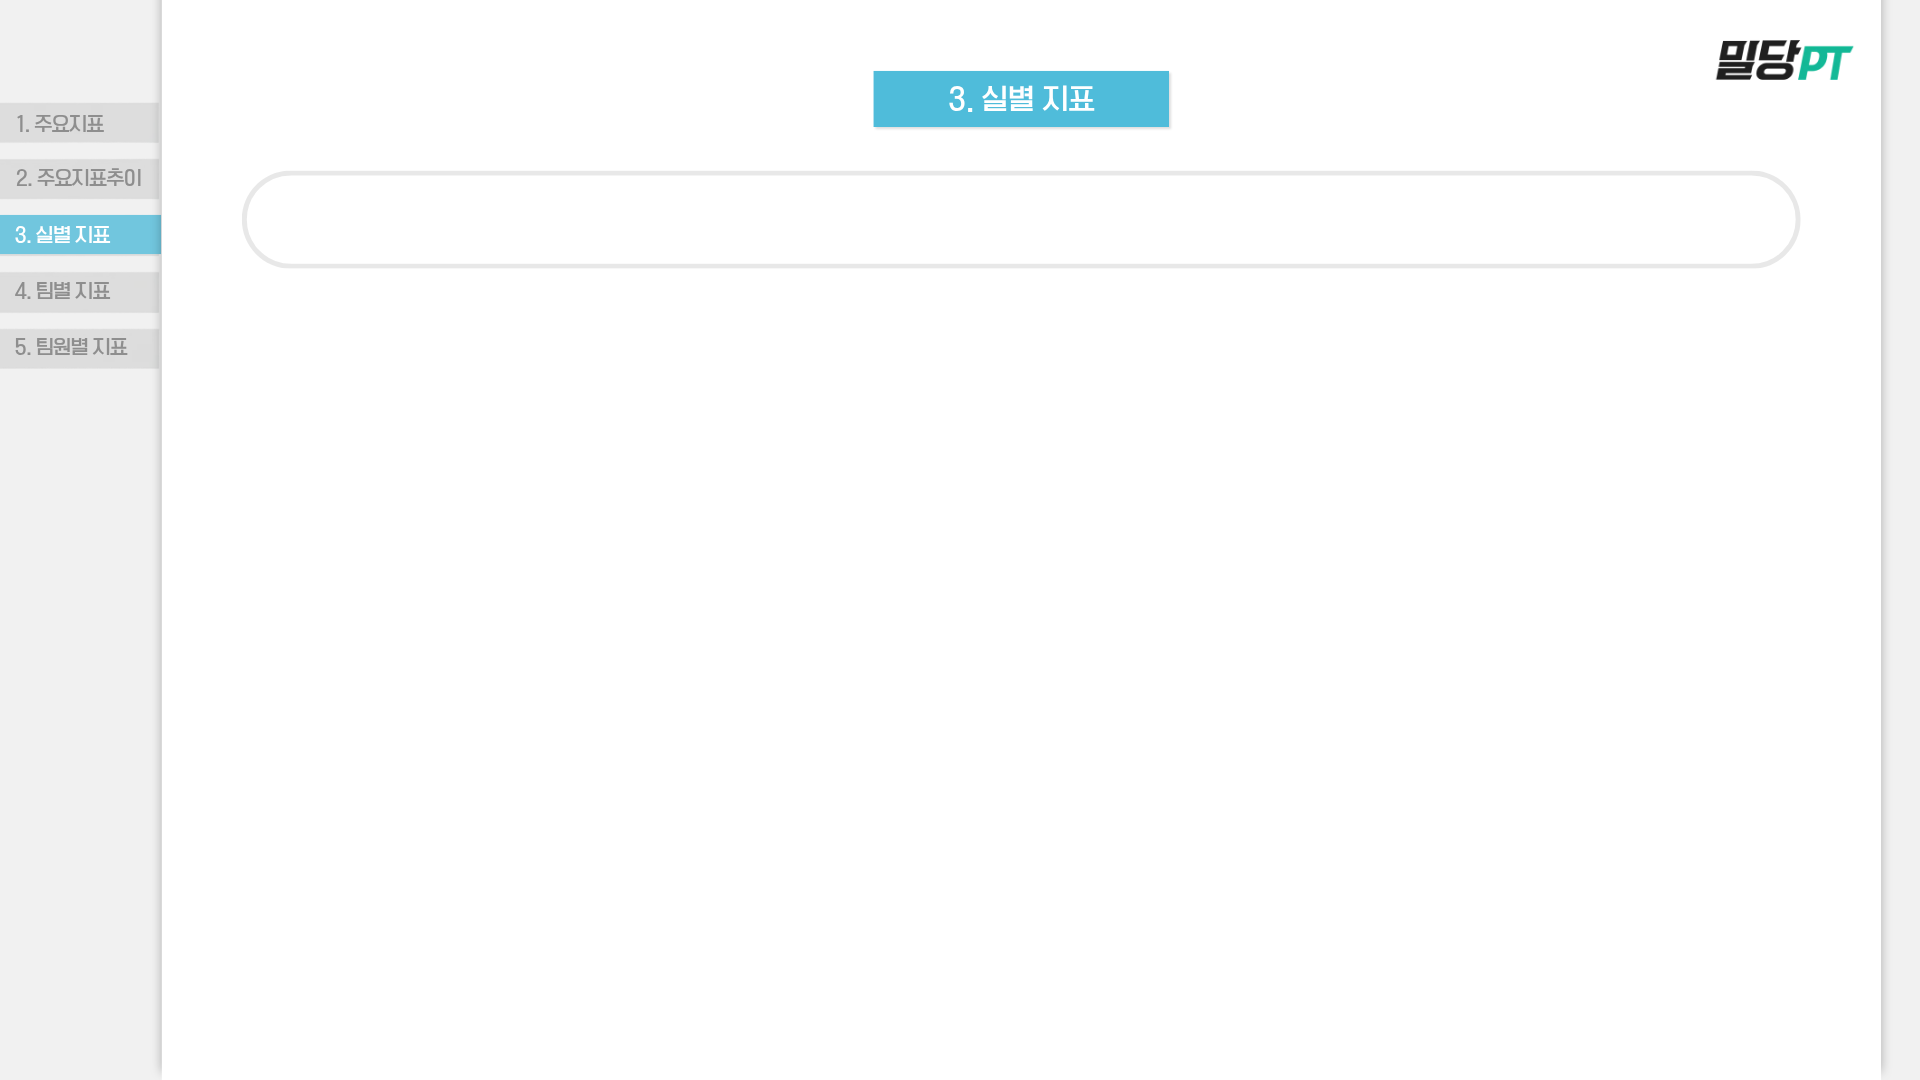 밀당PT
3. 실별 지표
1. 주요지표
2. 주요지표추이
3. 실별 지표
4. 팀별 지표
5. 팀원별 지표